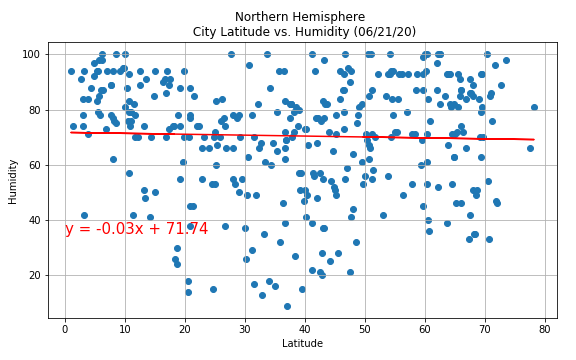 Northern Hemisphere
City Latitude vs. Humidity (06/21/20)
100
80
60
40
20
Humidity
y = -0.03x + 71.74
0 10 20 30 40 50 60 70 80
Latitude